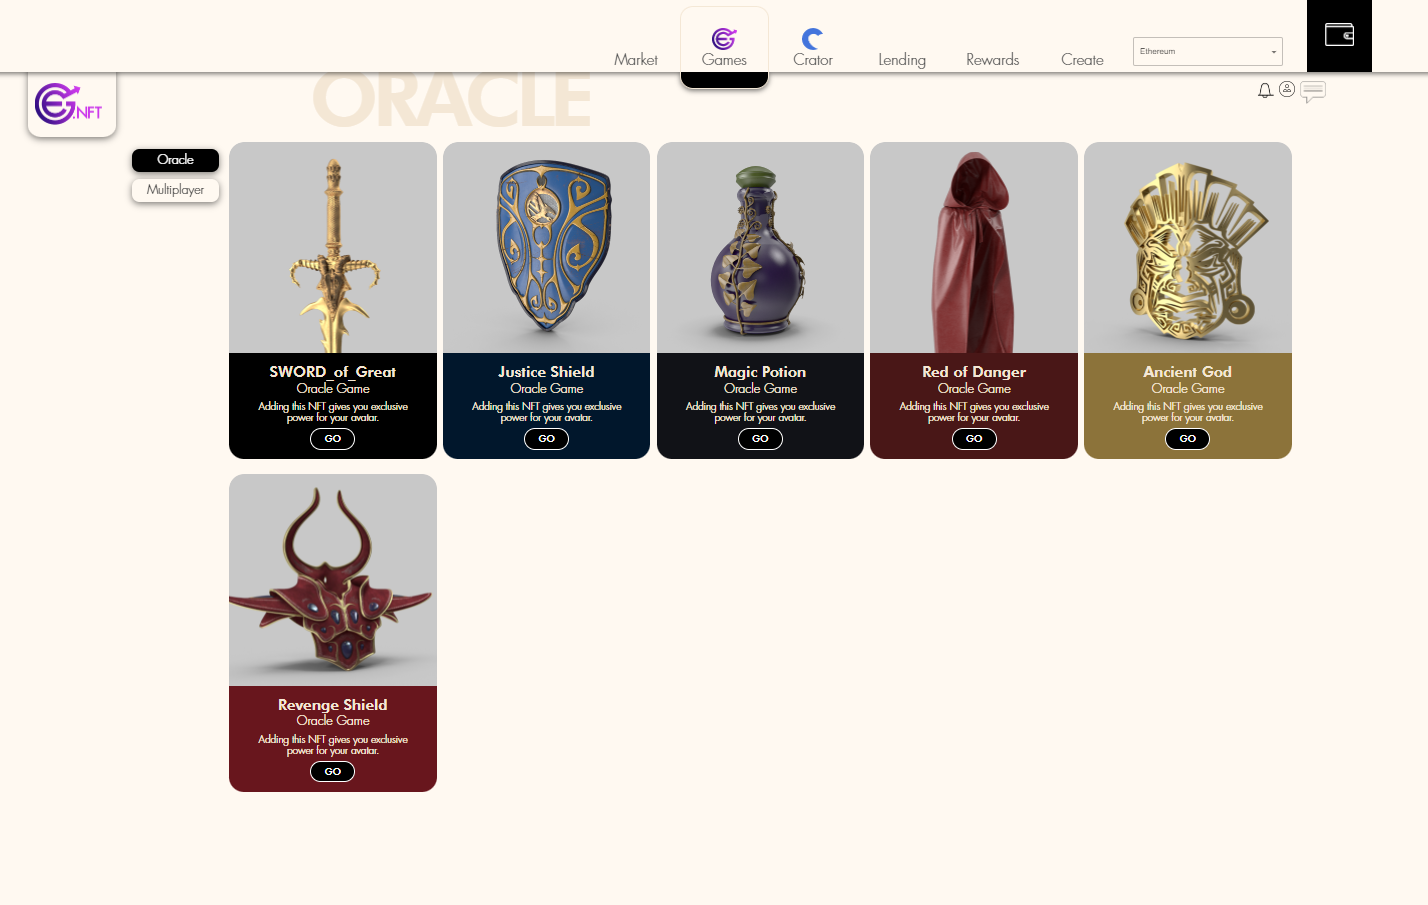 Market
Games
Crator
Lending
Rewards
Create
Ethereum
EG.NFT
ORACLE
Oracle
Multiplayer
SWORD_of_Great
Oracle Game
Adding this NFT gives you exclusive
power for your avatar.
GO
Justice Shield
Oracle Game
Adding this NFT gives you exclusive
power for your avatar.
GO
Magic Potion
Oracle Game
Adding this NFT gives you exclusive
power for your avatar.
GO
Red of Danger
Oracle Game
Adding this NFT gives you exclusive
power for your avatar.
GO
Ancient God
Oracle Game
Adding this NFT gives you exclusive
power for your avatar.
GO
Revenge Shield
Oracle Game
Adding this NFT gives you exclusive
power for your avatar.
GO